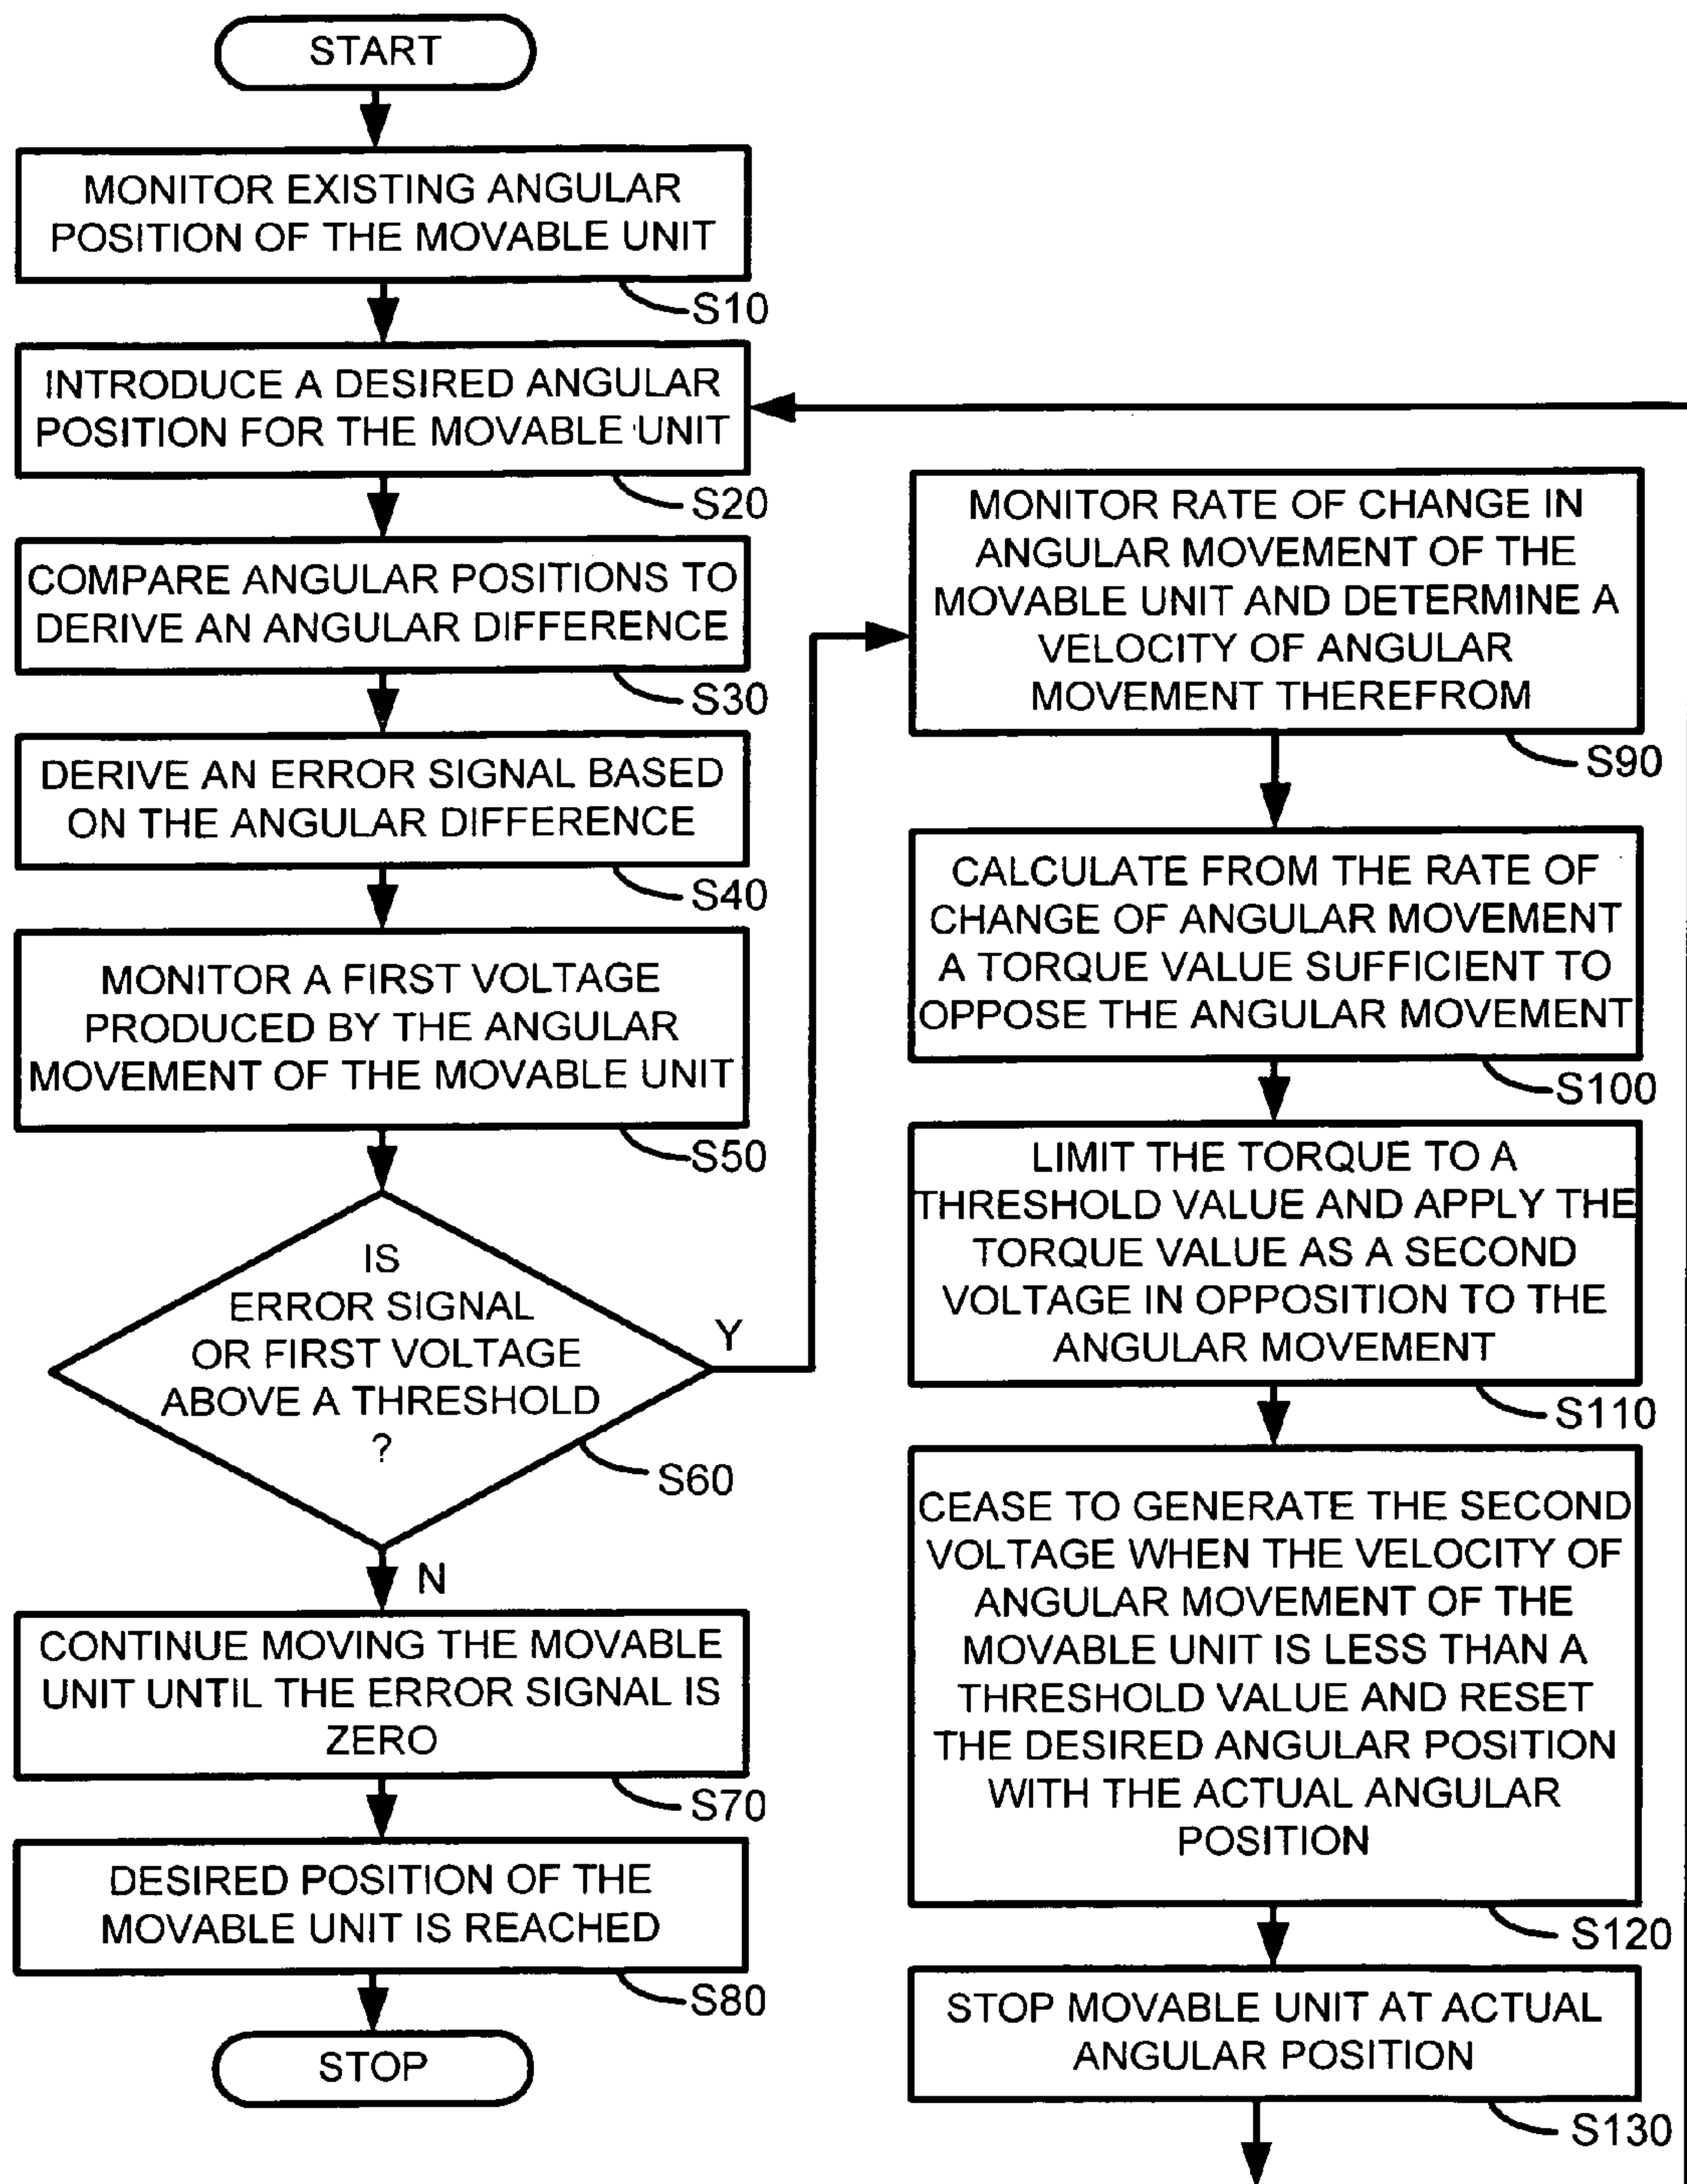 START
MONITOR EXISTING ANGULAR
POSITION OF THE MOVABLE UNIT
S10
INTRODUCE A DESIRED ANGULAR
POSITION FOR THE MOVABLE UNIT
S20
COMPARE ANGULAR POSITIONS TO
DERIVE AN ANGULAR DIFFERENCE
S30
DERIVE AN ERROR SIGNAL BASED
ON THE ANGULAR DIFFERENCE
S40
MONITOR A FIRST VOLTAGE
PRODUCED BY THE ANGULAR
MOVEMENT OF THE MOVABLE UNIT
S50
IS
ERROR SIGNAL
OR FIRST VOLTAGE
ABOVE A THRESHOLD
?
S60
Y
N
CONTINUE MOVING THE MOVABLE
UNIT UNTIL THE ERROR SIGNAL IS
ZERO
S70
DESIRED POSITION OF THE
MOVABLE UNIT IS REACHED
S80
STOP
MONITOR RATE OF CHANGE IN
ANGULAR MOVEMENT OF THE
MOVABLE UNIT AND DETERMINE A
VELOCITY OF ANGULAR
MOVEMENT THEREFROM
S90
CALCULATE FROM THE RATE OF
CHANGE OF ANGULAR MOVEMENT
A TORQUE VALUE SUFFICIENT TO
OPPOSE THE ANGULAR MOVEMENT
S100
LIMIT THE TORQUE TO A
THRESHOLD VALUE AND APPLY THE
TORQUE VALUE AS A SECOND
VOLTAGE IN OPPOSITION TO THE
ANGULAR MOVEMENT
S110
CEASE TO GENERATE THE SECOND
VOLTAGE WHEN THE VELOCITY OF
ANGULAR MOVEMENT OF THE
MOVABLE UNIT IS LESS THAN A
THRESHOLD VALUE AND RESET
THE DESIRED ANGULAR POSITION
WITH THE ACTUAL ANGULAR
POSITION
S120
STOP MOVABLE UNIT AT ACTUAL
ANGULAR POSITION
S130